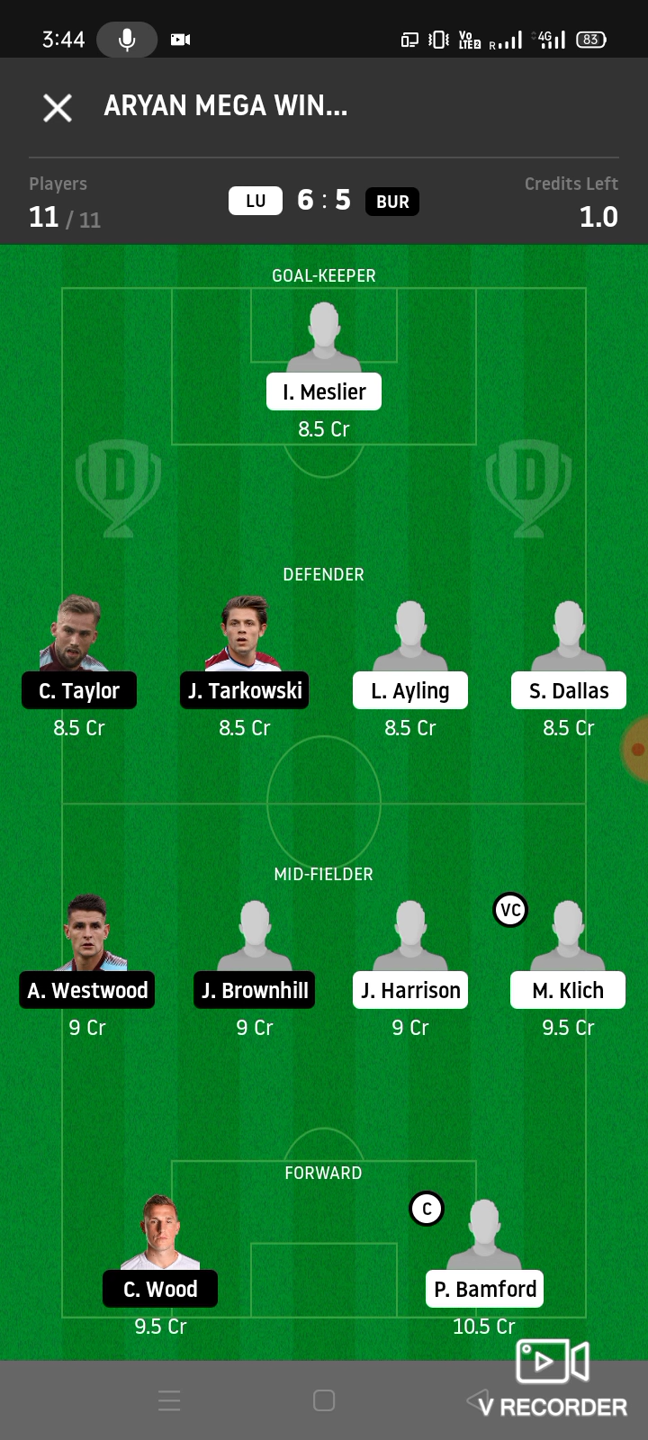 3:44
Vo
LTE2
R
4G
83
ARYAN MEGA WIN...
Players
Credits Left
11 / 11
LU 6 : 5 BUR
1.0
GOAL-KEEPER
I. Meslier
8.5 Cr
D D
DEFENDER
C. Taylor J. Tarkowski L. Ayling S. Dallas
8.5 Cr 8.5 Cr 8.5 Cr 8.5 Cr
MID-FIELDER
VC
A. Westwood J. Brownhill J. Harrison M. Klich
9 Cr 9 Cr 9 Cr 9.5 Cr
FORWARD
C
C. Wood P. Bamford
9.5 Cr 10.5 Cr
V RECORDER